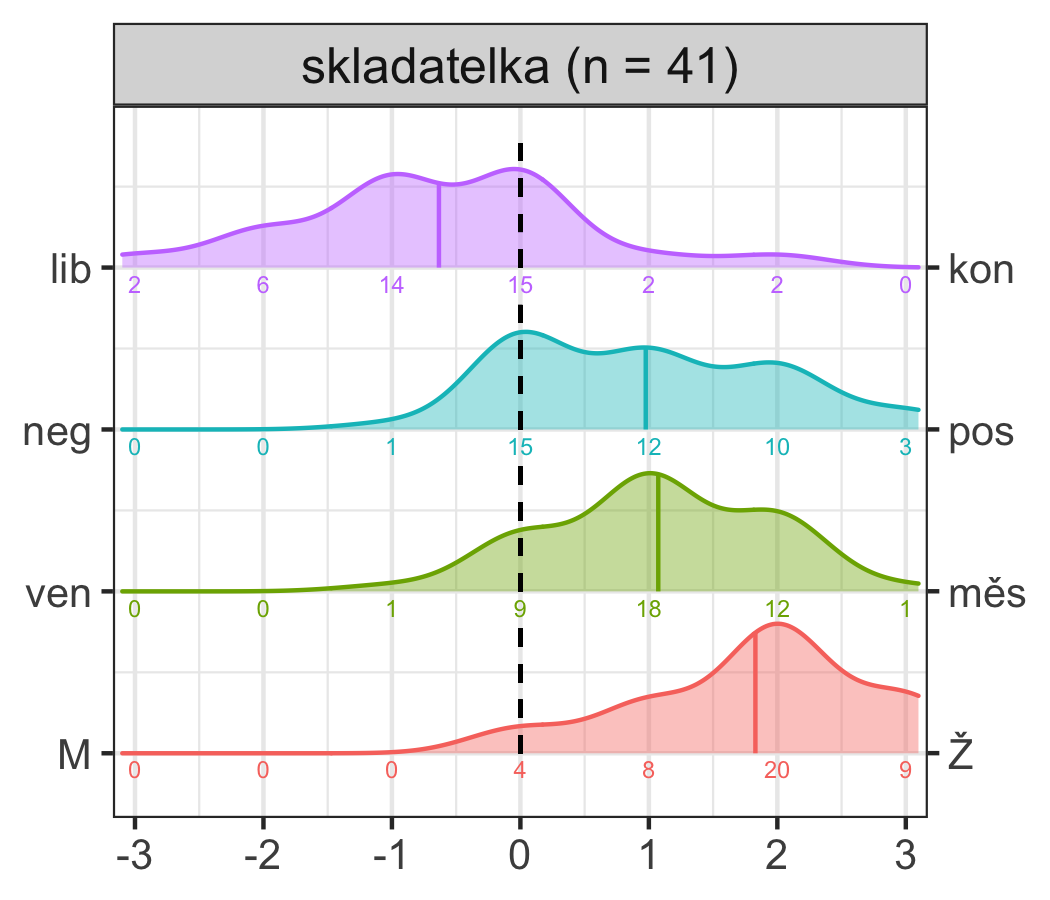 skladatelka (n = 41)
lib kon
2 6 14 15 2 2 0
neg pos
0 0 1 15 12 10 3
ven měs
0 0 1 9 18 12 1
M Ž
0 0 0 4 8 20 9
-3 -2 -1 0 1 2 3